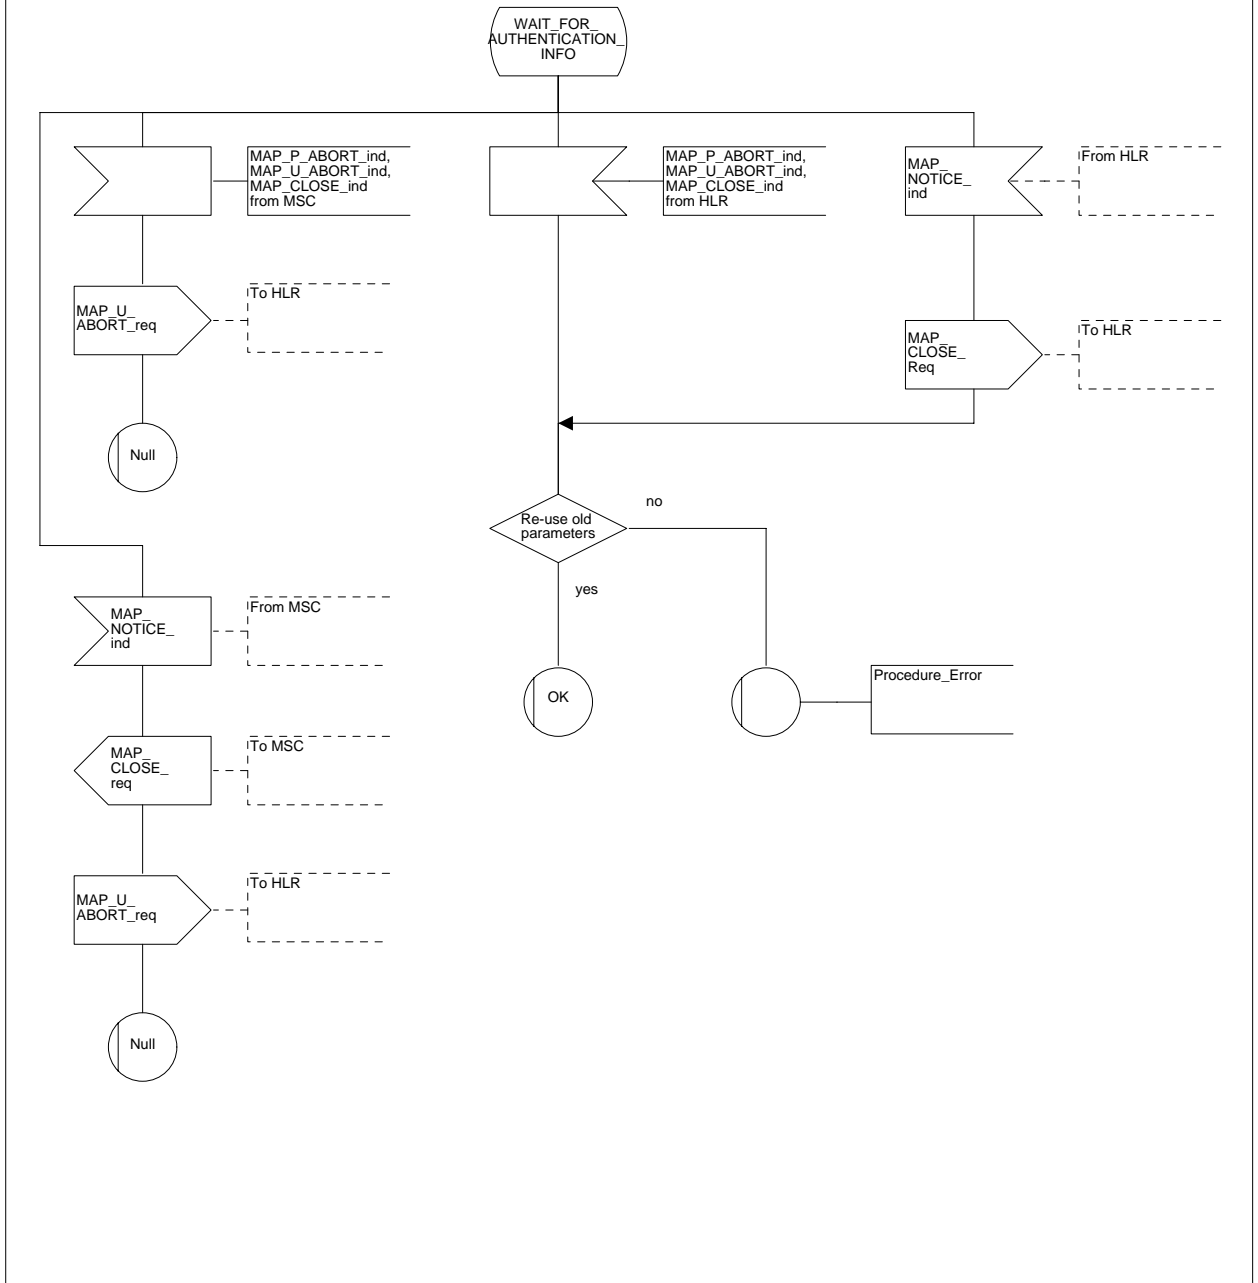 WAIT_FOR_
AUTHENTICATION_
INFO
MAP_P_ABORT_ind,
MAP_U_ABORT_ind,
MAP_CLOSE_ind
from MSC
MAP_P_ABORT_ind,
MAP_U_ABORT_ind,
MAP_CLOSE_ind
from HLR
MAP_
NOTICE_
ind
From HLR
MAP_U_
ABORT_req
To HLR
MAP_
CLOSE_
Req
To HLR
Null
Re-use old
parameters
no
yes
MAP_
NOTICE_
ind
From MSC
OK
Procedure_Error
MAP_
CLOSE_
req
To MSC
MAP_U_
ABORT_req
To HLR
Null